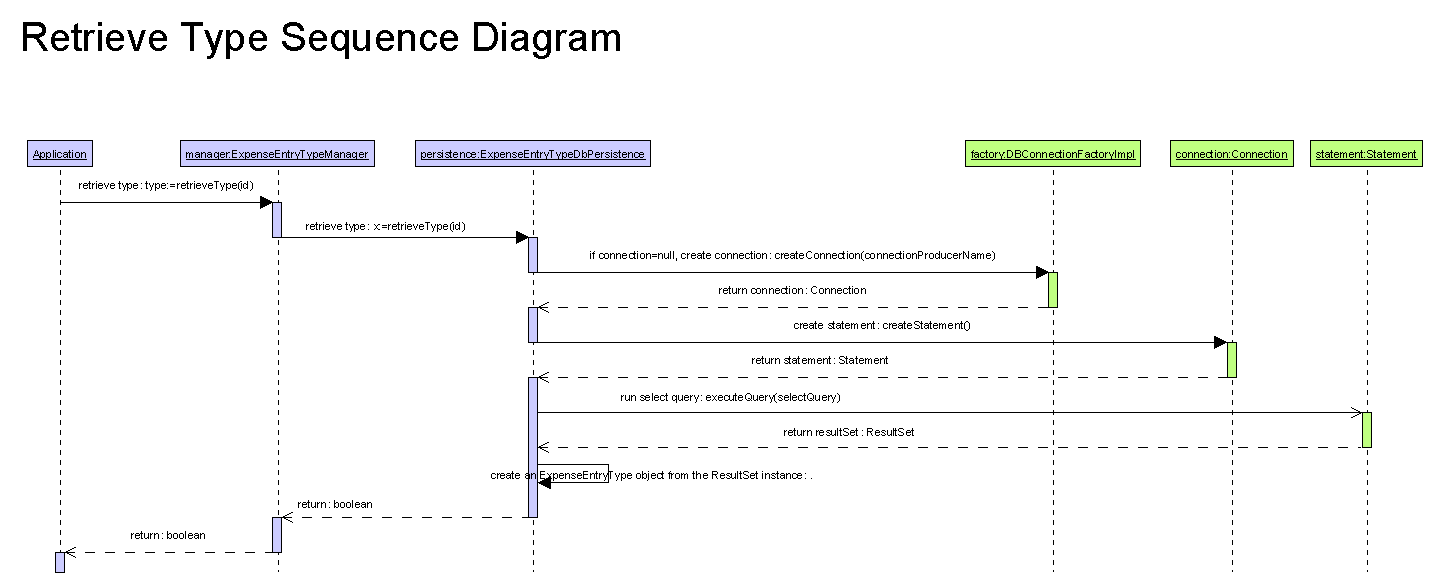 Retrieve Type Sequence Diagram
Application
manager:ExpenseEntryTypeManager
persistence:ExpenseEntryTypeDbPersistence
factory:DBConnectionFactoryImpl
connection:Connection
statement:Statement
retrieve type: type:=retrieveType(id)
retrieve type: x:=retrieveType(id)
if connection=null, create connection: createConnection(connectionProducerName)
return connection: Connection
create statement: createStatement()
return statement: Statement
run select query: executeQuery(selectQuery)
return resultSet: ResultSet
create an ExpenseEntryType object from the ResultSet instance: .
return: boolean
return: boolean